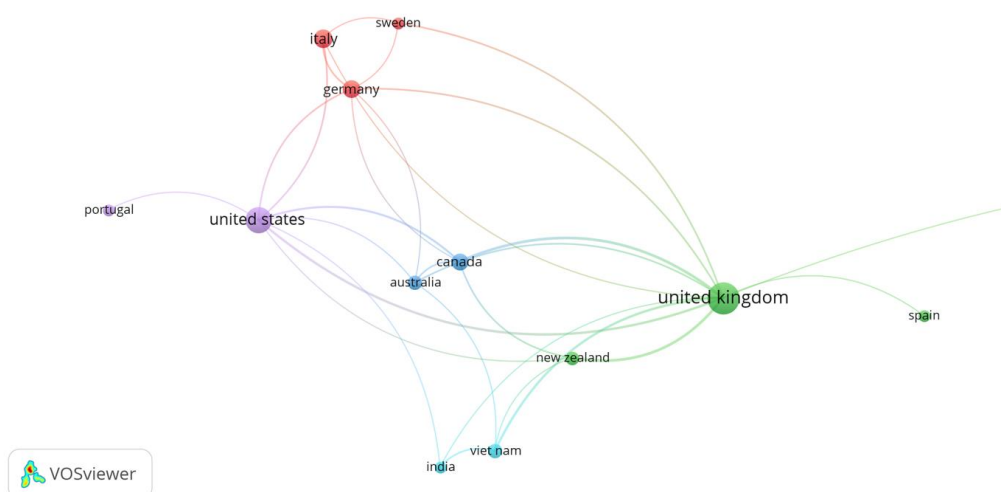 sweden
italy
germany
portugal
united states
canada
australia
united kingdom
spain
new zealand
viet nam
india
VOSviewer